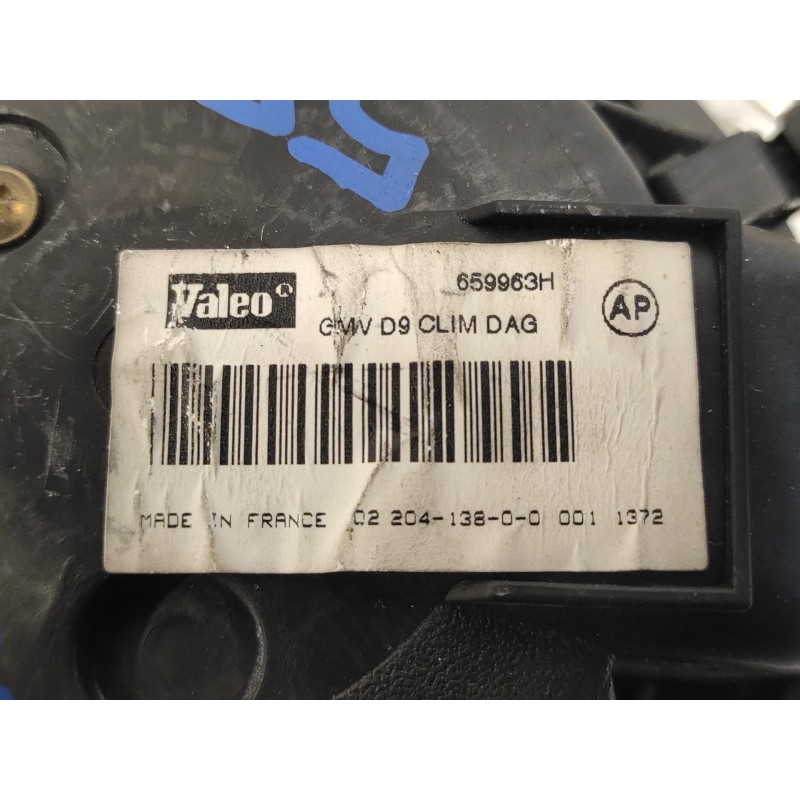 Valeo® 659963H
GMV D9 CLIM DAG
AP
MADE IN FRANCE 02 204-138-0-0 001 1372